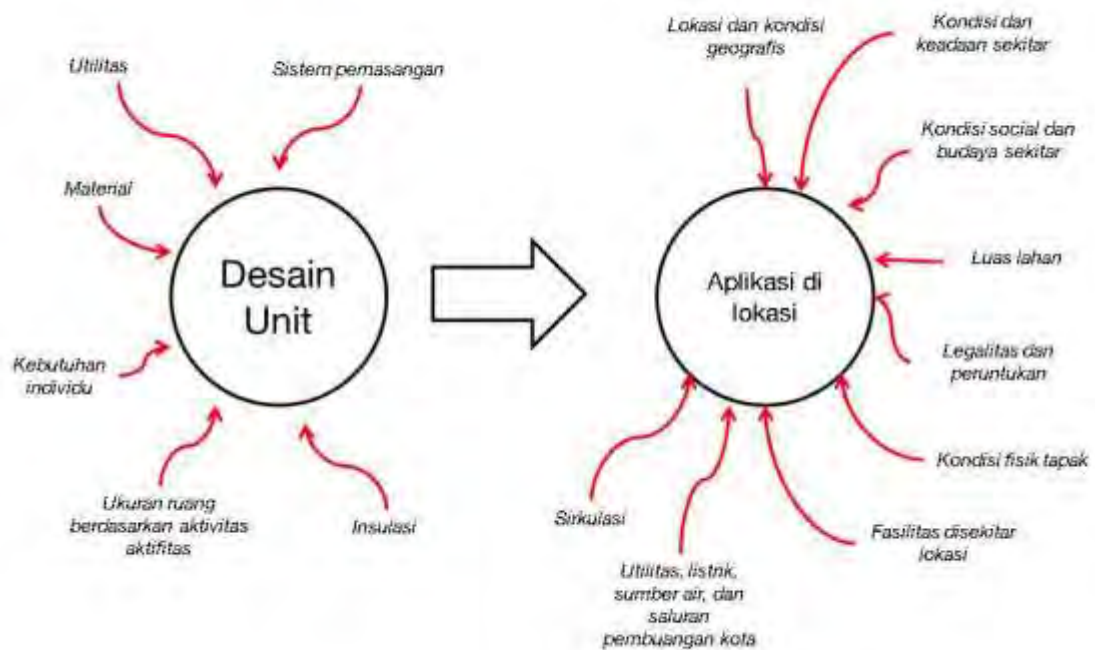 Utilitas
Sistem pemasangan
Material
Desain
Unit
Kebutuhan
individu
Ukuran ruang
berdasarkan aktivitas
aktifitas
Insulasi
Lokasi dan kondisi
geografis
Kondisi dan
keadaan sekitar
Kondisi social dan
budaya sekitar
Aplikasi di
lokasi
Luas lahan
Legalitas dan
peruntukan
Kondisi fisik tapak
Fasilitas disekitar
lokasi
Utilitas, listrik,
sumber air, dan
saluran
pembuangan kota
Sirkulasi